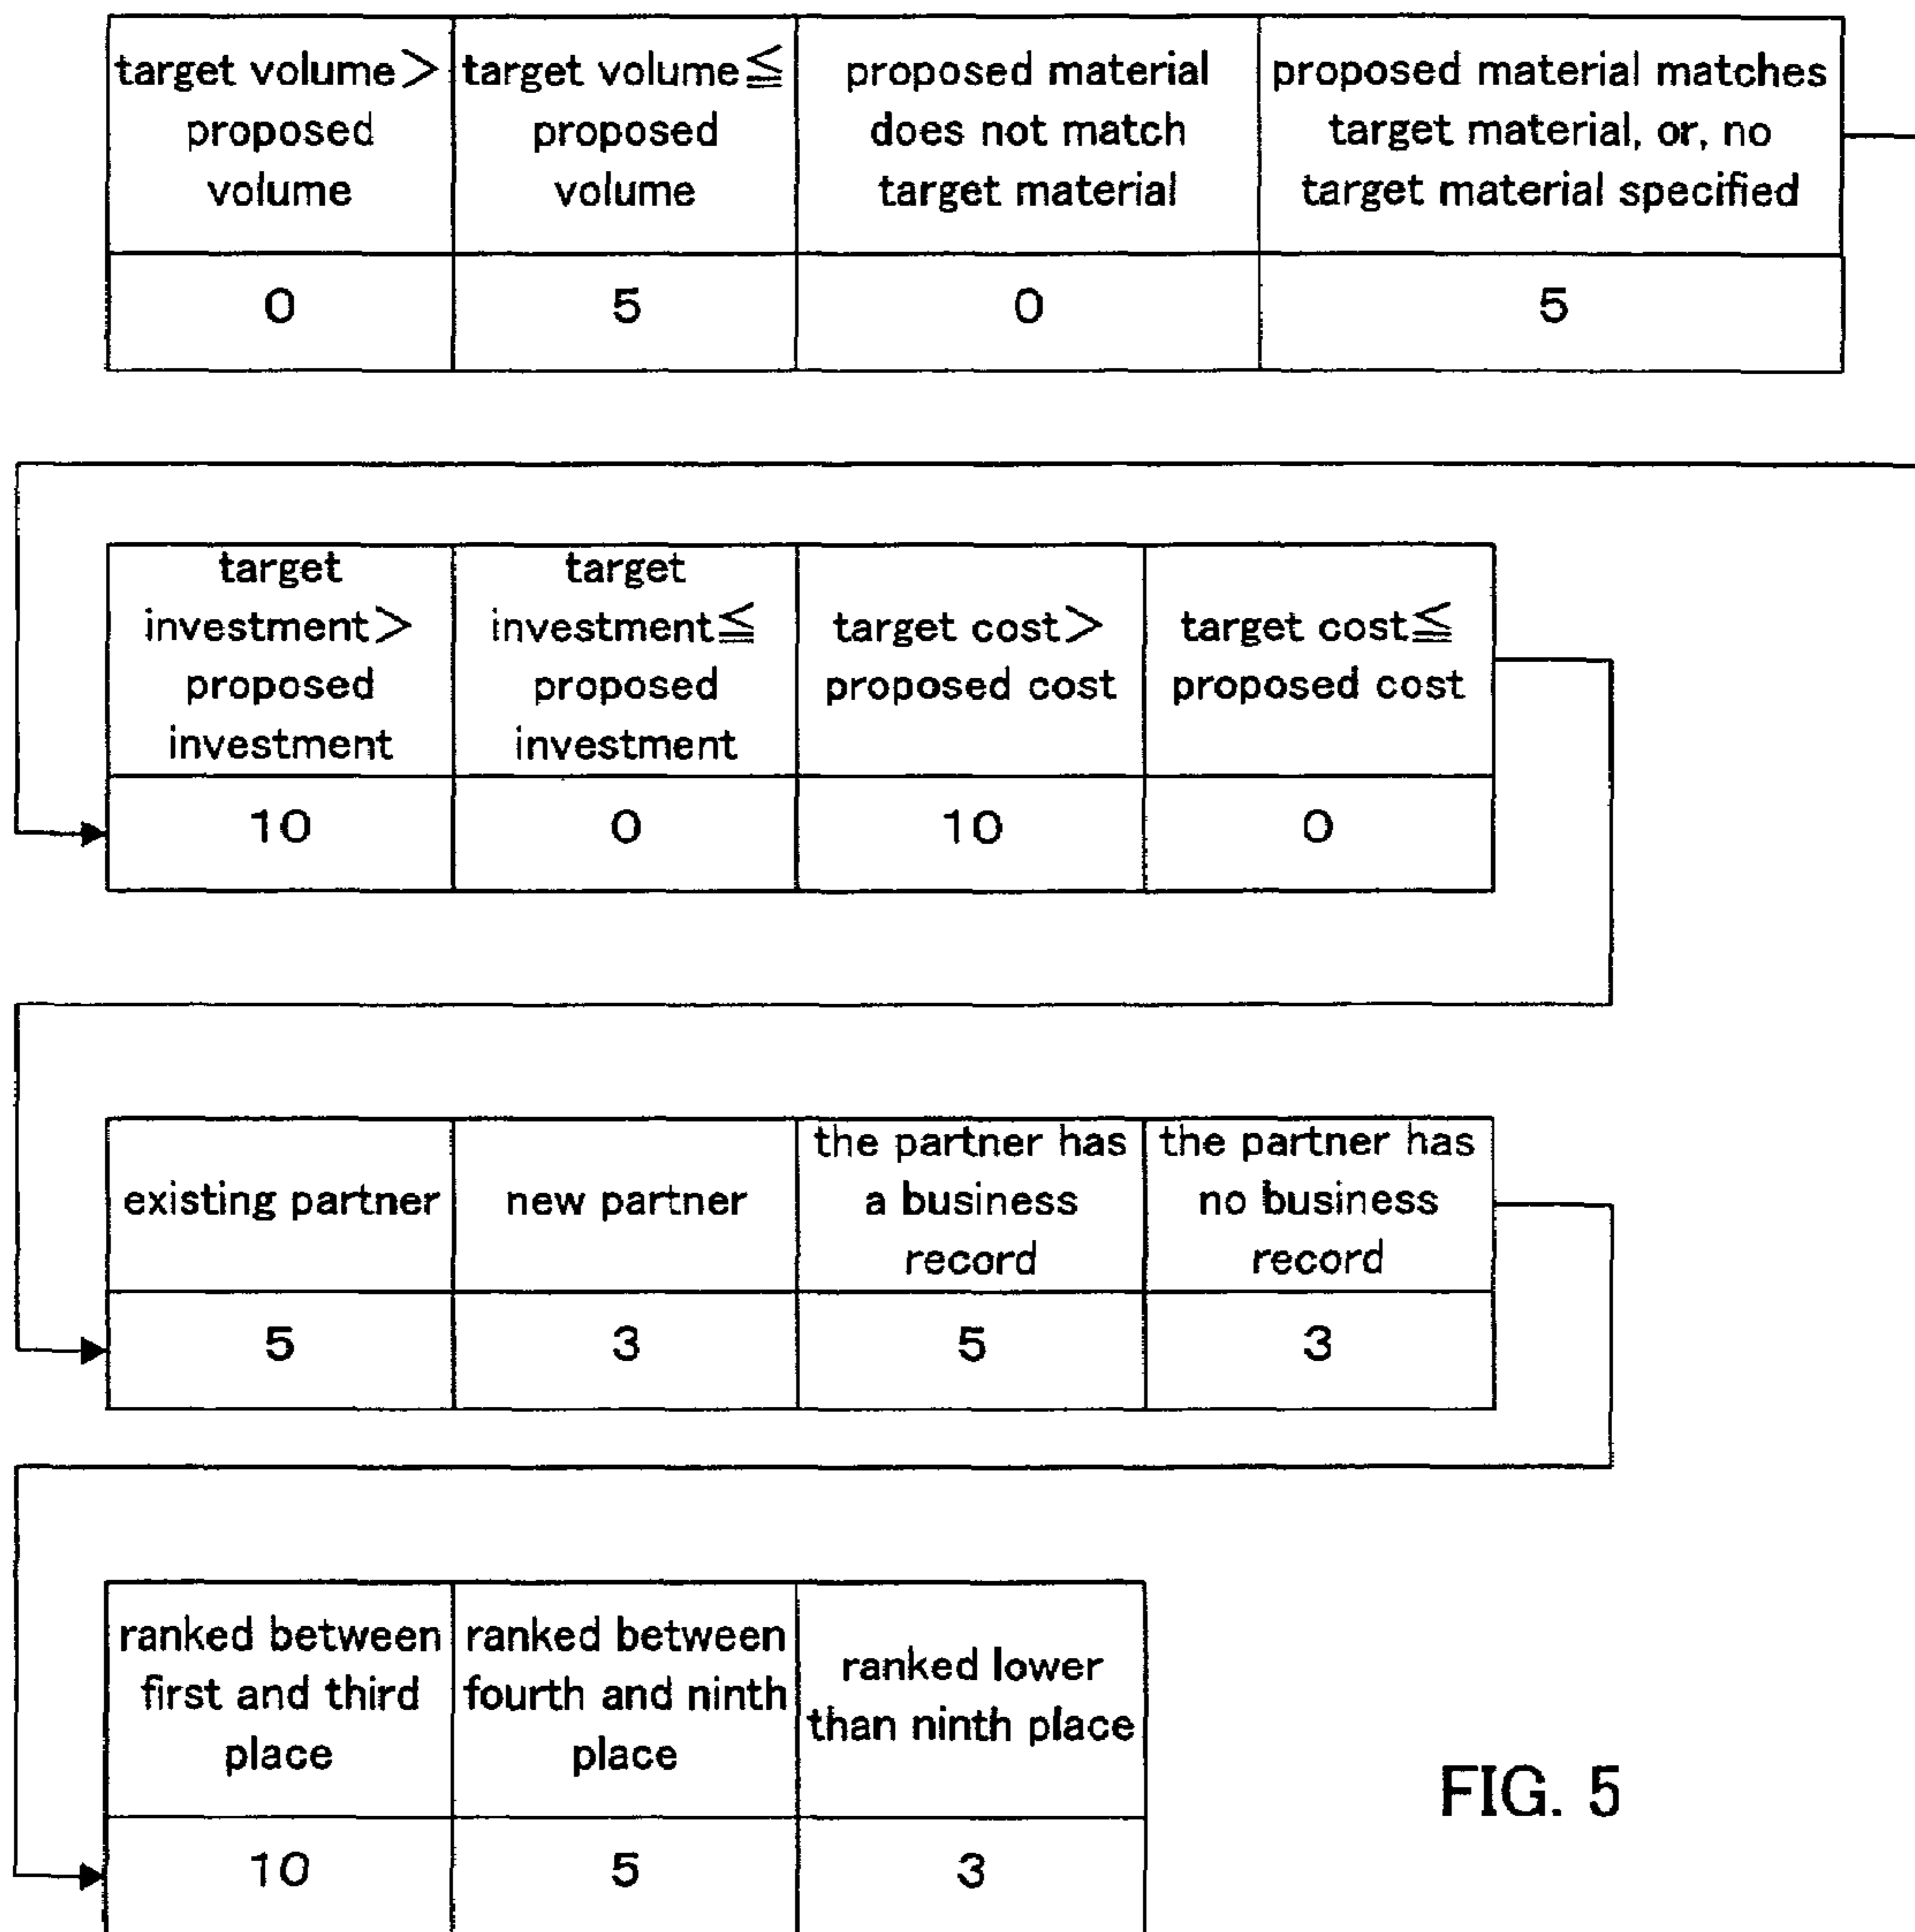 target volume＞
proposed
volume
target volume≦
proposed
volume
proposed material
does not match
target material
proposed material matches
target material, or, no
target material specified
0
5
0
5
target
investment＞
proposed
investment
target
investment≦
proposed
investment
target cost＞
proposed cost
target cost≦
proposed cost
10
0
10
0
existing partner
new partner
the partner has
a business
record
the partner has
no business
record
5
3
5
3
ranked between
first and third
place
ranked between
fourth and ninth
place
ranked lower
than ninth place
10
5
3
FIG. 5